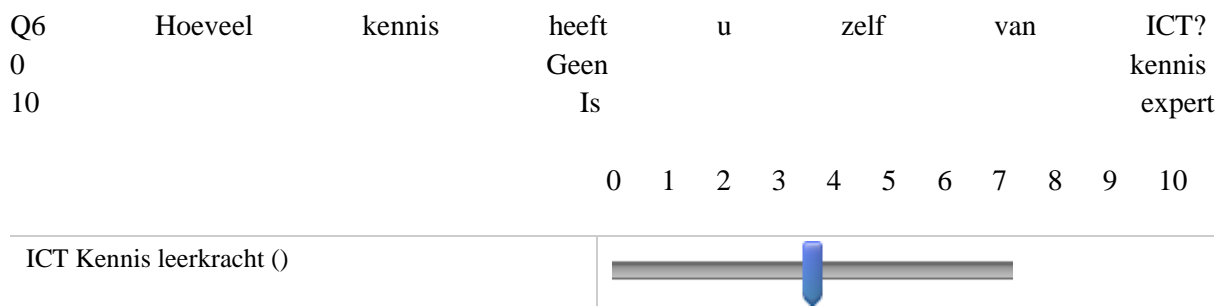 Q6 Hoeveel kennis heeft u zelf van ICT?
0 Geen kennis
10 Is expert
0 1 2 3 4 5 6 7 8 9 10
ICT Kennis leerkracht ()